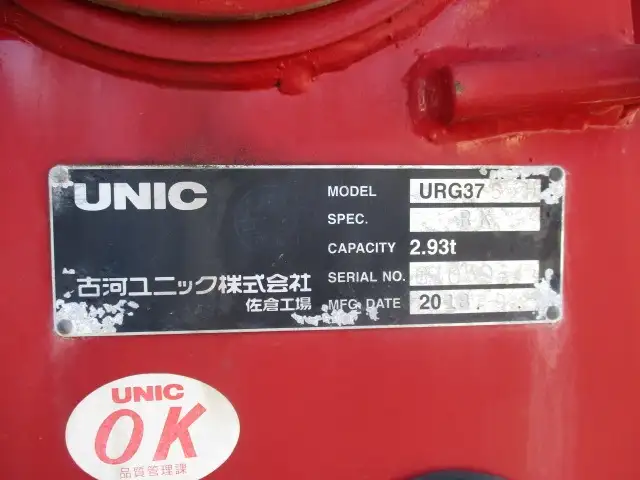 UNIC
MODEL URG37
SPEC.
CAPACITY 2.93t
SERIAL NO.
MFG. DATE 2018
古河ユニック株式会社
佐倉工場
UNIC
OK
品質管理課